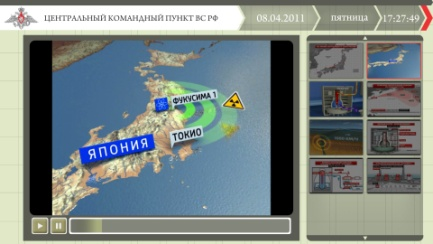 ЦЕНТРАЛЬНЫЙ КОМАНДНЫЙ ПУНКТ ВС РФ
08.04.2011
пятница
17:27:49
ФУКУСИМА 1
ТОКИО
ЯПОНИЯ